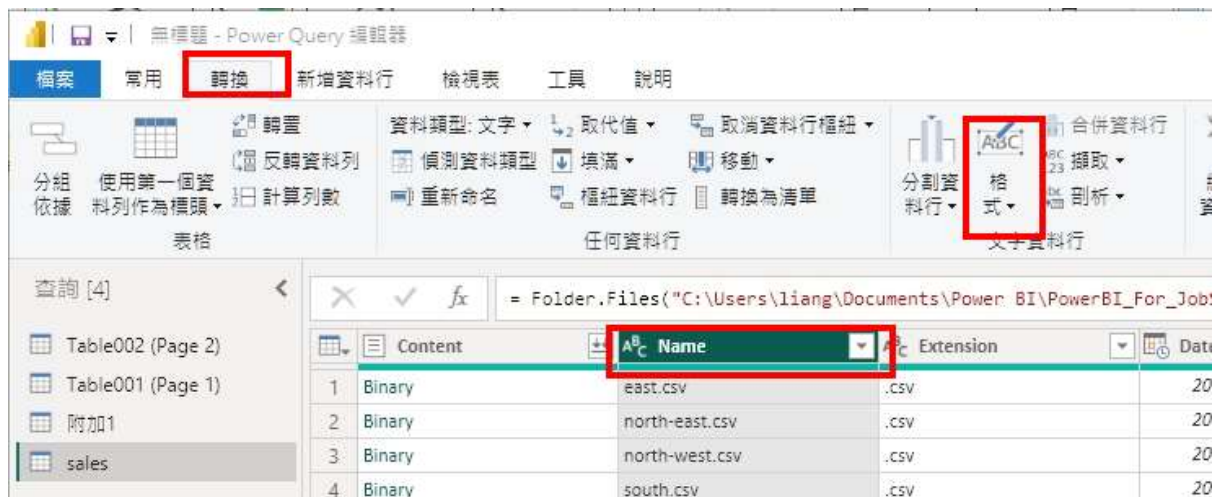 無標題 - Power Query 編輯器
檔案 常用 轉換 新增資料行 檢視表 工具 說明
轉置 資料類型: 文字 取代值 取消資料行樞紐 合併資料行
反轉資料列 偵測資料類型 填滿 移動 ABC 擷取
計算列數 重新命名 樞紐資料行 轉換為清單 剖析
分組依據 使用第一個資料列作為標頭 分割資料行 格式
表格 任何資料行 文字資料行
查詢 [4]
= Folder.Files("C:\Users\liang\Documents\Power BI\PowerBI_For_Job
Table002 (Page 2)
Table001 (Page 1)
附加1
sales
Content ABC Name ABC Extension Date
1 Binary east.csv .csv 20
2 Binary north-east.csv .csv 20
3 Binary north-west.csv .csv 20
4 Binary south.csv .csv 20